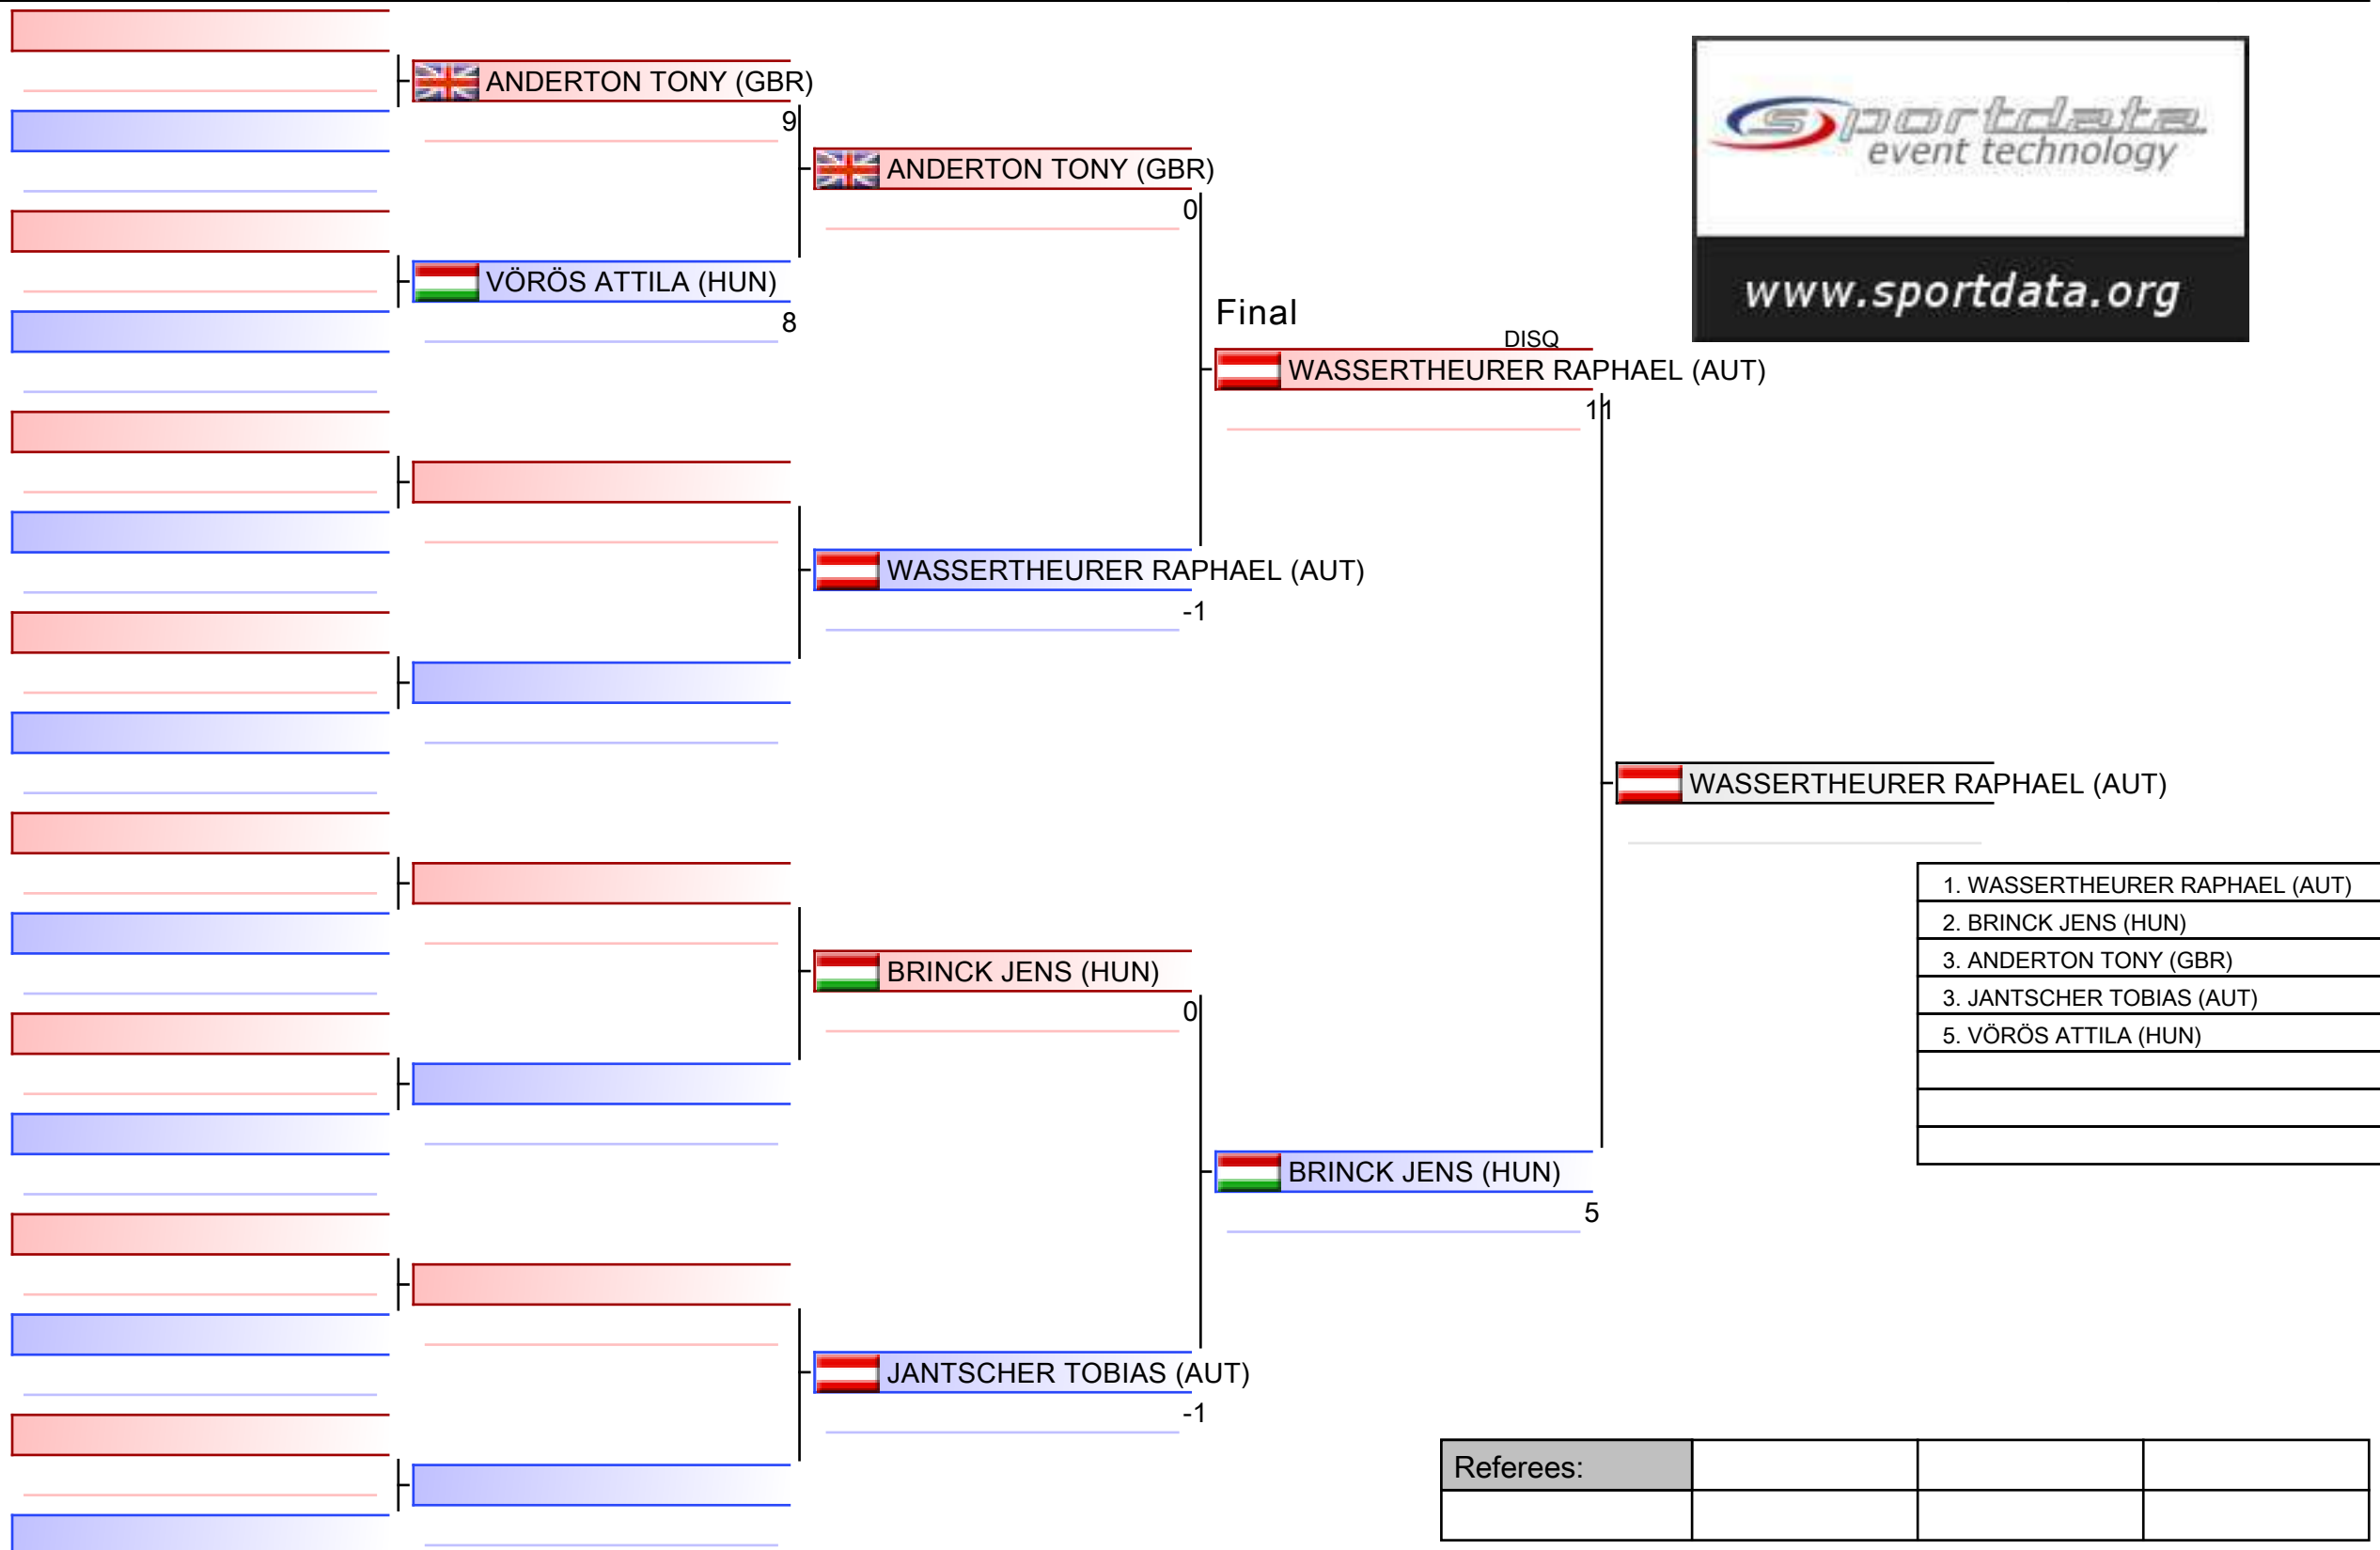 ANDERTON TONY (GBR)
9
VÖRÖS ATTILA (HUN)
8
ANDERTON TONY (GBR)
0
WASSERTHEURER RAPHAEL (AUT)
-1
BRINCK JENS (HUN)
0
JANTSCHER TOBIAS (AUT)
-1
Final
DISQ
WASSERTHEURER RAPHAEL (AUT)
11
BRINCK JENS (HUN)
5
WASSERTHEURER RAPHAEL (AUT)
sportdata
event technology
www.sportdata.org
1. WASSERTHEURER RAPHAEL (AUT)
2. BRINCK JENS (HUN)
3. ANDERTON TONY (GBR)
3. JANTSCHER TOBIAS (AUT)
5. VÖRÖS ATTILA (HUN)
Referees: